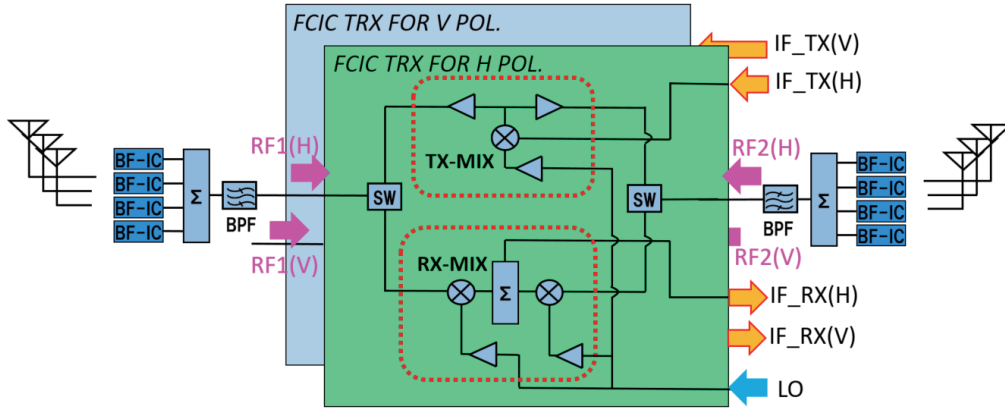 FCIC TRX FOR V POL.
FCIC TRX FOR H POL.
IF_TX(V)
IF_TX(H)
RF1(H)
TX-MIX
RF2(H)
BF-IC
BF-IC
BF-IC
BF-IC
Σ
BPF
SW
SW
BPF
Σ
BF-IC
BF-IC
BF-IC
BF-IC
RF1(V)
RX-MIX
Σ
RF2(V)
IF_RX(H)
IF_RX(V)
LO